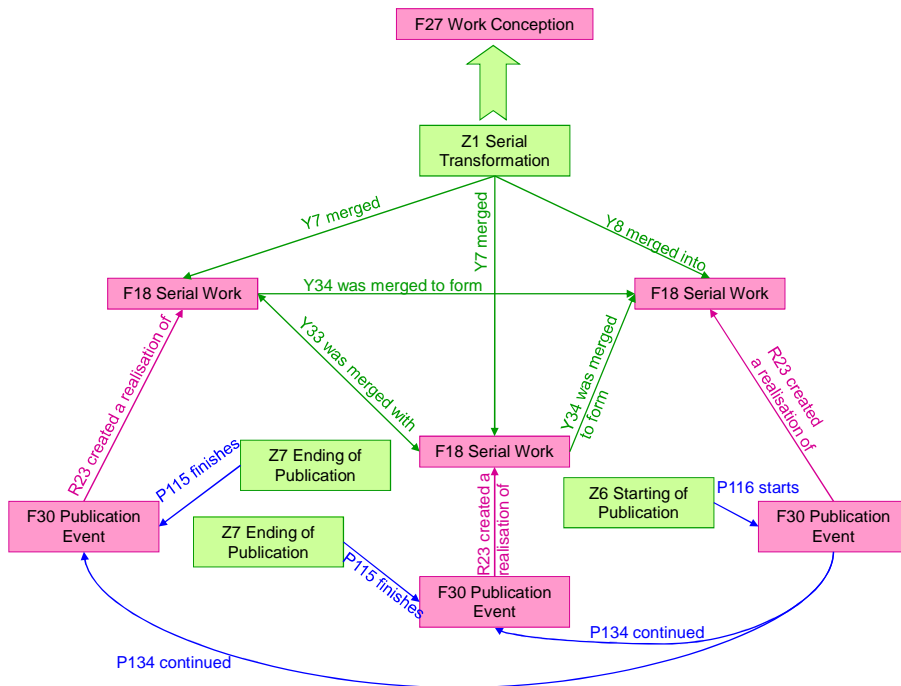 F27 Work Conception
Z1 Serial
Transformation
Y7 merged
Y7 merged
Y8 merged into
F18 Serial Work
Y34 was merged to form
F18 Serial Work
R23 created a realisation of
Y33 was merged with
Y34 was merged
to form
R23 created
a realisation of
F18 Serial Work
Z7 Ending of
Publication
P115 finishes
Z6 Starting of
Publication
P116 starts
F30 Publication
Event
Z7 Ending of
Publication
R23 created a
realisation of
F30 Publication
Event
P115 finishes
F30 Publication
Event
P134 continued
P134 continued